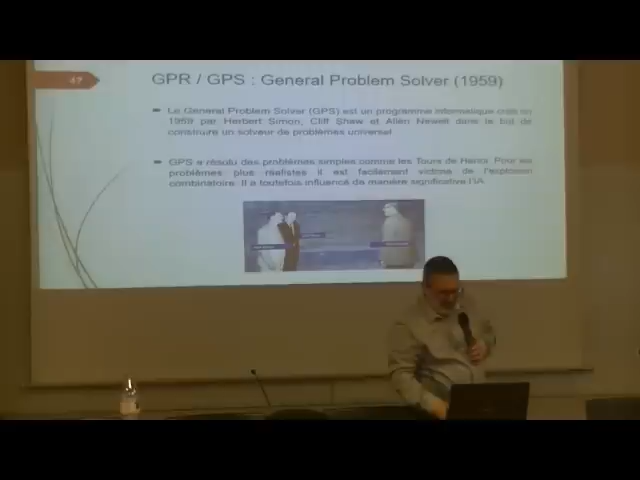 47
GPR / GPS : General Problem Solver (1959)
Le General Problem Solver (GPS) est un programme informatique créé en
1959 par Herbert Simon, Cliff Shaw et Allen Newell dans le but de
construire un solveur de problèmes universel.
GPS a résolu des problèmes simples comme les Tours de Hanoi. Pour les
problèmes plus réalistes il est facilement victime de l'explosion
combinatoire. Il a toutefois influencé de manière significative l'IA.